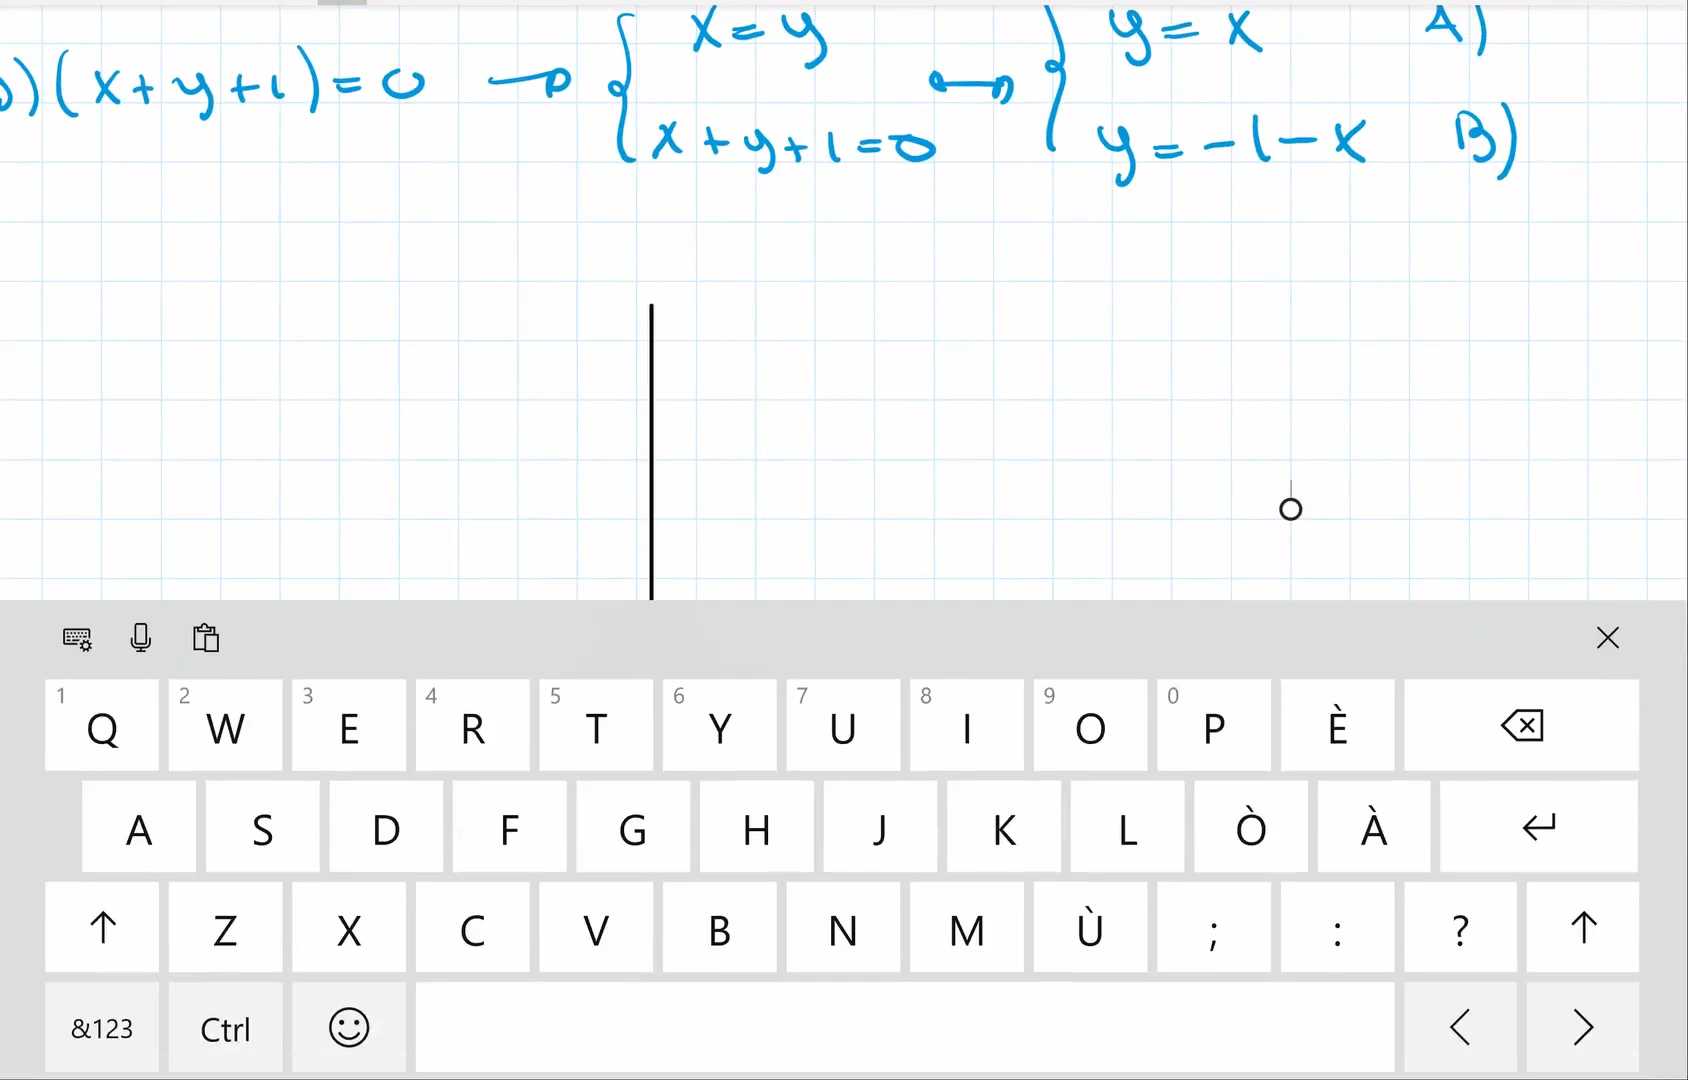 )(x+y+1)=0 → { x=y ↔ { y=x A)
x+y+1=0 y=-1-x B)
1 2 3 4 5 6 7 8 9 0
Q W E R T Y U I O P È
A S D F G H J K L Ò À
Z X C V B N M Ù ; : ?
&123 Ctrl